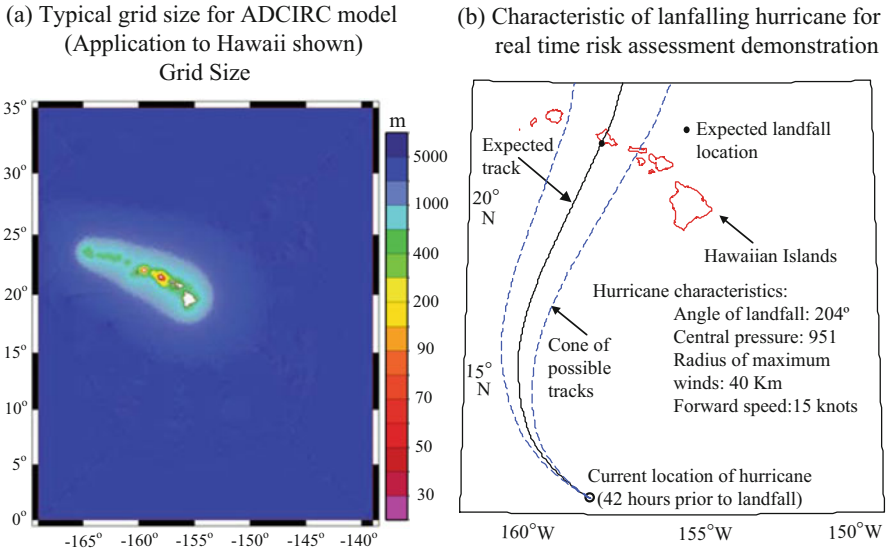 (a) Typical grid size for ADCIRC model
(Application to Hawaii shown)
Grid Size
35°
30°
25°
20°
15°
10°
5°
0°
-165° -160° -155° -150° -145° -140°
m
5000
1000
400
200
90
70
50
30
(b) Characteristic of lanfalling hurricane for
real time risk assessment demonstration
Expected
track
Expected landfall
location
20°
N
Hawaiian Islands
Hurricane characteristics:
Angle of landfall: 204º
Central pressure: 951
Radius of maximum
winds: 40 Km
Forward speed:15 knots
Cone of
possible
tracks
15°
N
Current location of hurricane
(42 hours prior to landfall)
160°W 155°W 150°W